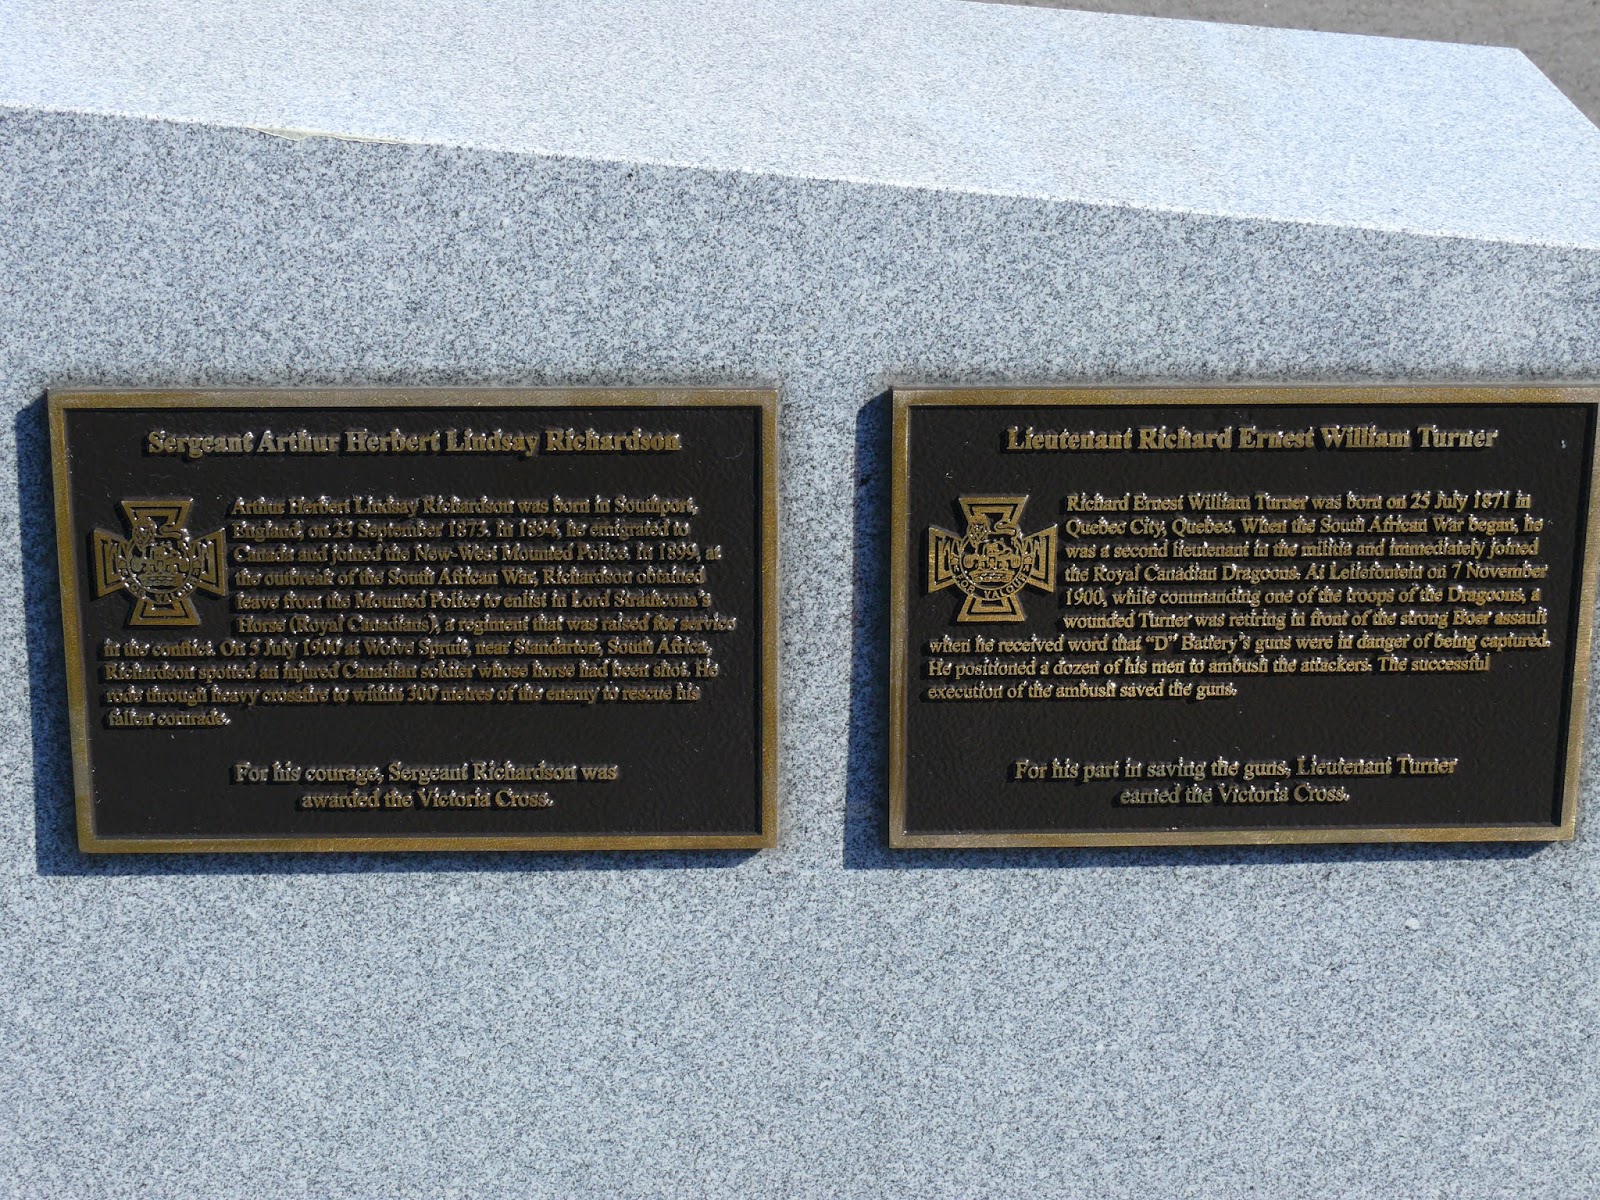 Sergeant Arthur Herbert Lindsay Richardson
Arthur Herbert Lindsay Richardson was born in Southport,
England, on 23 September 1873. In 1894, he emigrated to
Canada and joined the New-West Mounted Police. In 1899, at
the outbreak of the South African War, Richardson obtained
leave from the Mounted Police to enlist in Lord Strathcona's
Horse (Royal Canadians), a regiment that was raised for service
in the conflict. On 5 July 1900 at Wolve Spruit, near Standarton, South Africa,
Richardson spotted an injured Canadian soldier whose horse had been shot. He
rode through heavy crossfire to within 300 metres of the enemy to rescue his
fallen comrade.
For his courage, Sergeant Richardson was
awarded the Victoria Cross.
Lieutenant Richard Ernest William Turner
Richard Ernest William Turner was born on 25 July 1871 in
Quebec City, Quebec. When the South African War began, he
was a second lieutenant in the militia and immediately joined
the Royal Canadian Dragoons. At Leliefontein on 7 November
1900, while commanding one of the troops of the Dragoons, a
wounded Turner was retiring in front of the strong Boer assault
when he received word that "D" Battery's guns were in danger of being captured.
He positioned a dozen of his men to ambush the attackers. The successful
execution of the ambush saved the guns.
For his part in saving the guns, Lieutenant Turner
earned the Victoria Cross.